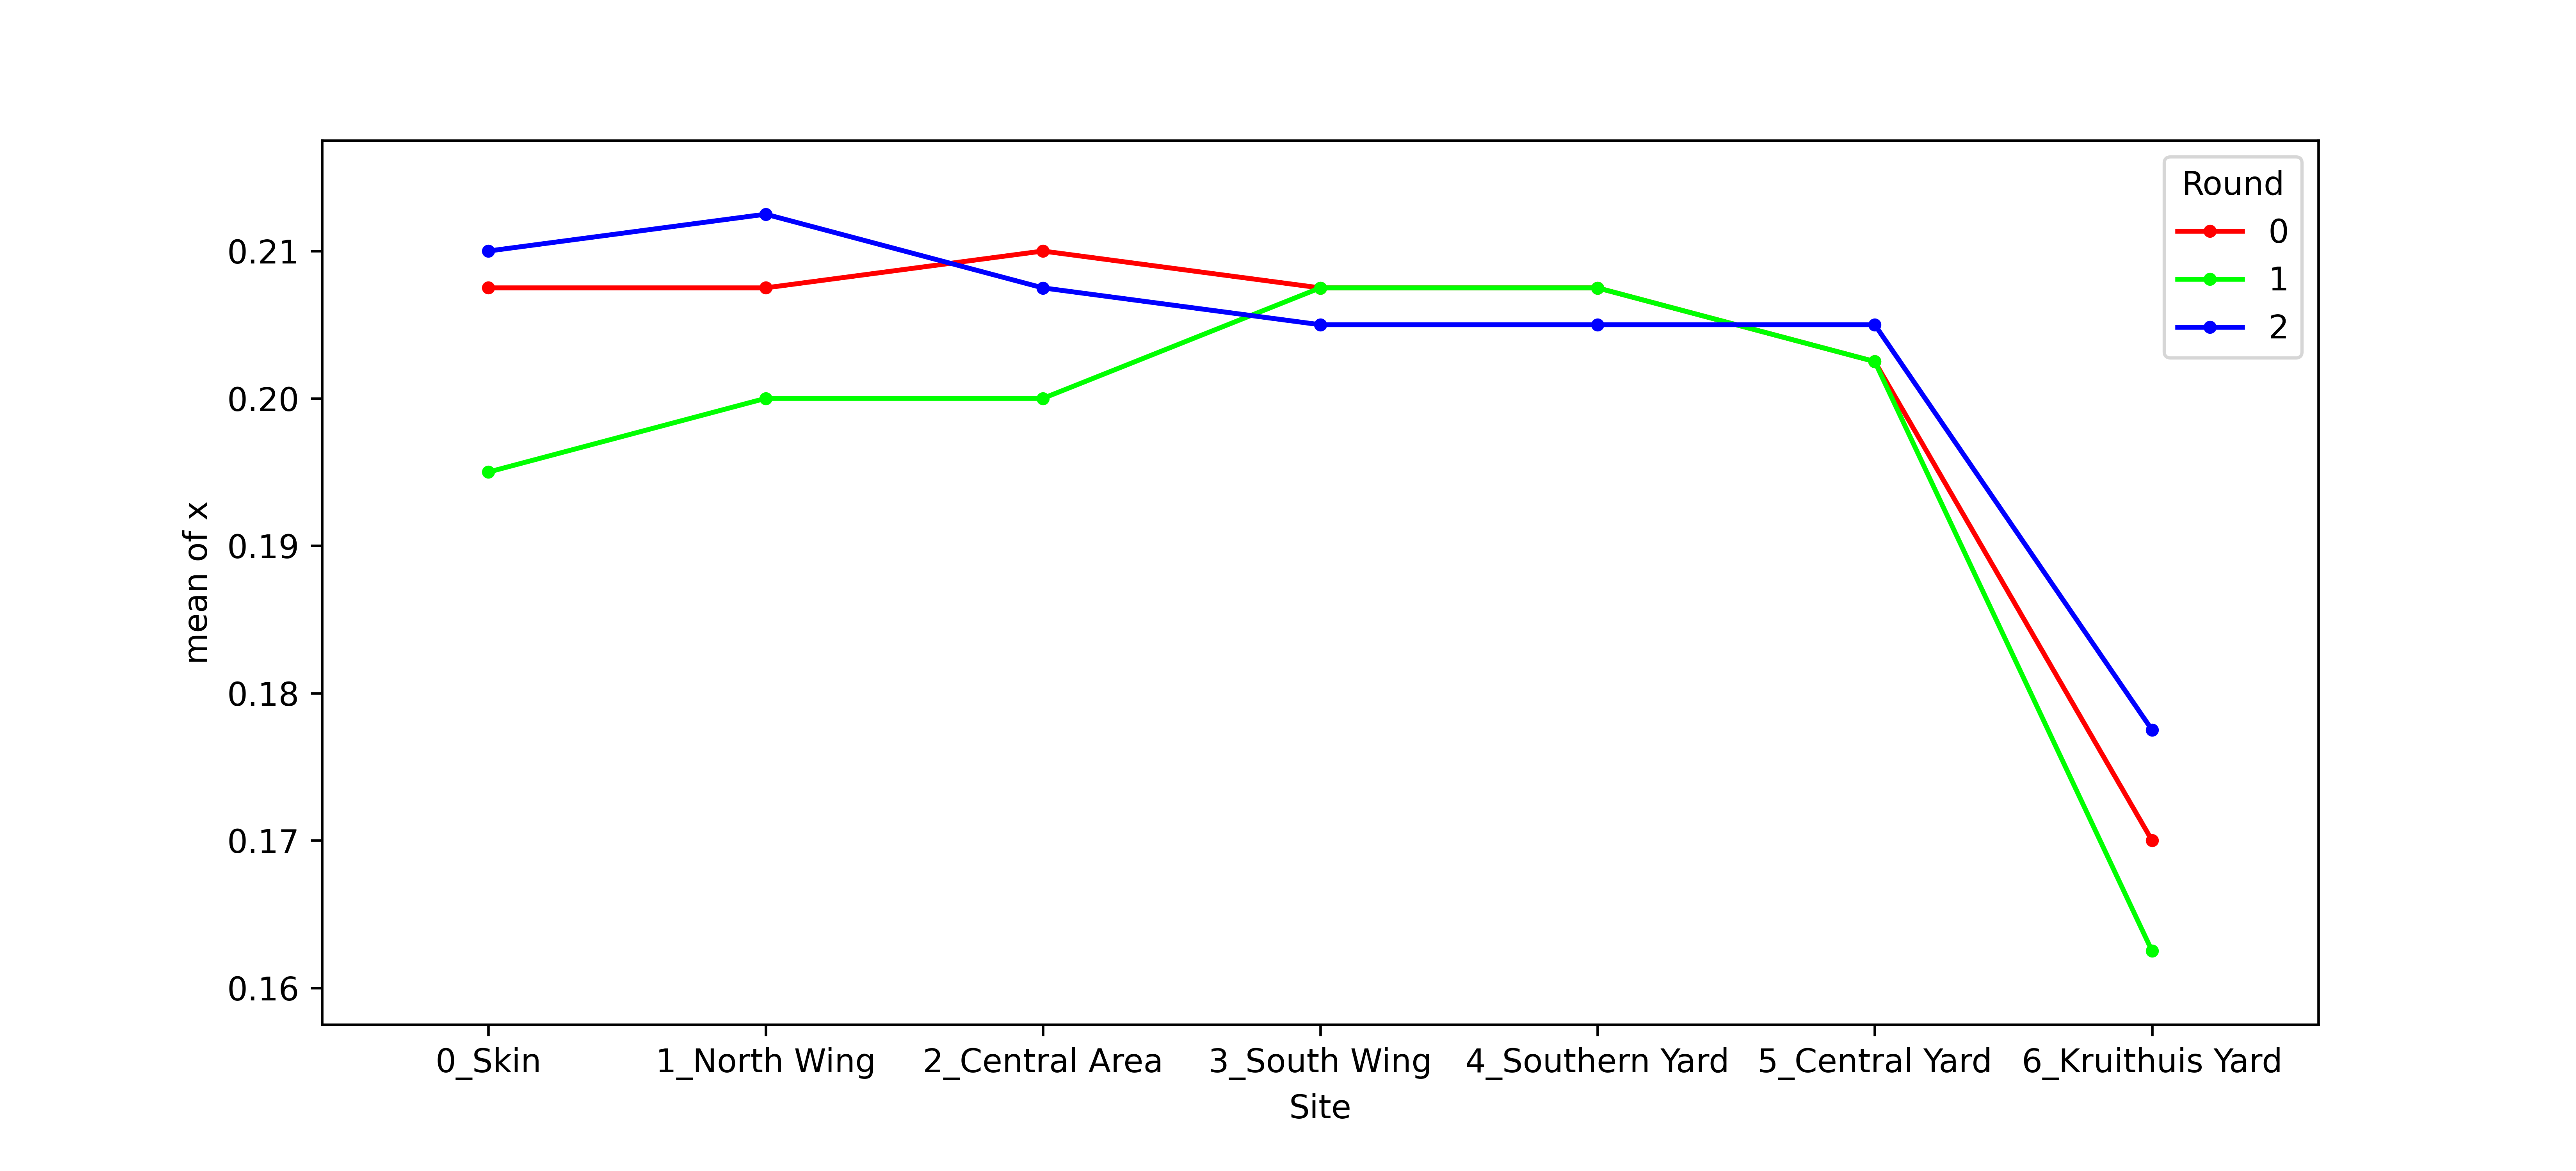 Round
0
1
2
0.21
0.20
0.19
0.18
0.17
0.16
mean of x
0_Skin 1_North Wing 2_Central Area 3_South Wing 4_Southern Yard 5_Central Yard 6_Kruithuis Yard
Site